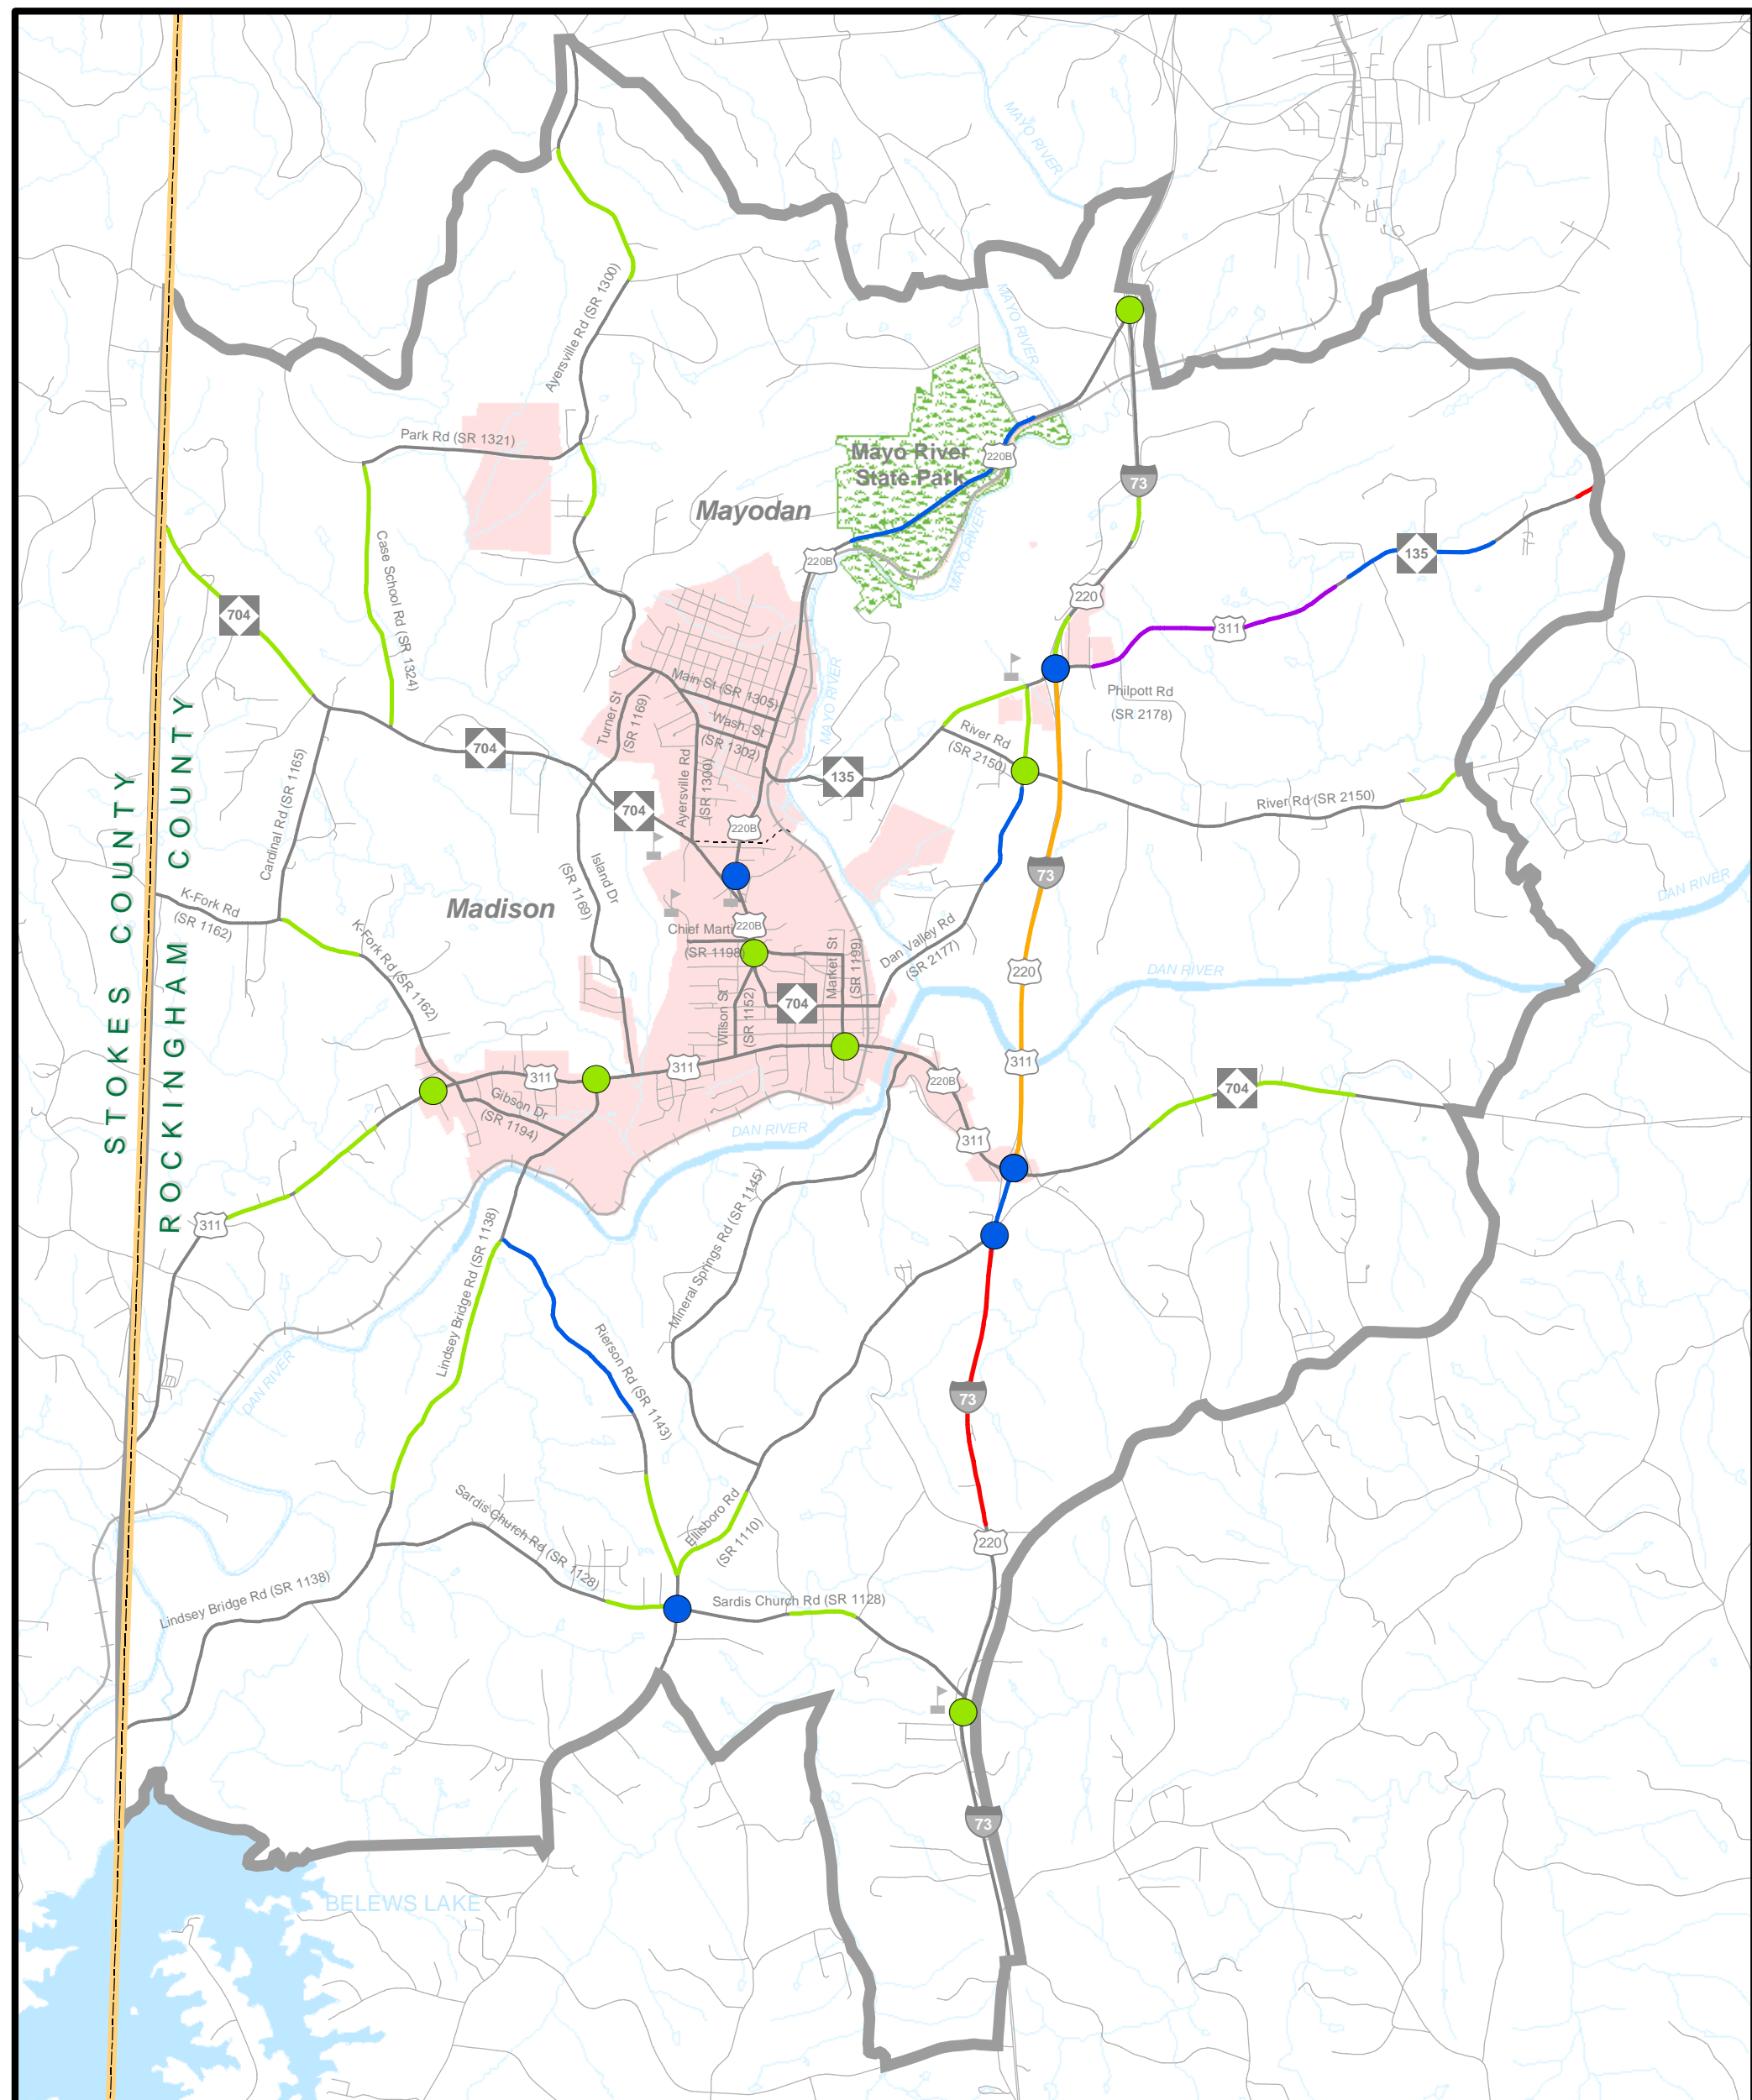 MAYO RIVER
MAYO RIVER
Ayersville Rd (SR 1300)
Park Rd (SR 1321)
Mayo River
State Park
220B
73
Mayodan
135
Case School Rd (SR 1324)
220B
MAYO RIVER
220
704
311
Main St (SR 1305)
MAYO RIVER
Philpott Rd
(SR 2178)
Turner St
(SR 1169)
Wash. St
(SR 1302)
River Rd
(SR 2150)
704
135
Ayersville Rd
(SR 1300)
704
River Rd (SR 2150)
Cardinal Rd (SR 1165)
220B
STOKES COUNTY
ROCKINGHAM COUNTY
Island Dr
(SR 1169)
73
DAN RIVER
K-Fork Rd
(SR 1162)
Madison
220B
Chief Marti
(SR 1198)
K-Fork Rd (SR 1162)
Market St
(SR 1199)
Dan Valley Rd
(SR 2177)
220
DAN RIVER
Wilson St
(SR 1152)
704
311
311
311
220B
704
Gibson Dr
(SR 1194)
DAN RIVER
311
311
Mineral Springs Rd (SR 1145)
Lindsey Bridge Rd (SR 1138)
Rierson Rd (SR 1143)
DAN RIVER
73
Sardis Church Rd (SR 1128)
Ellisboro Rd
(SR 1110)
220
Lindsey Bridge Rd (SR 1138)
Sardis Church Rd (SR 1128)
73
BELEWS LAKE